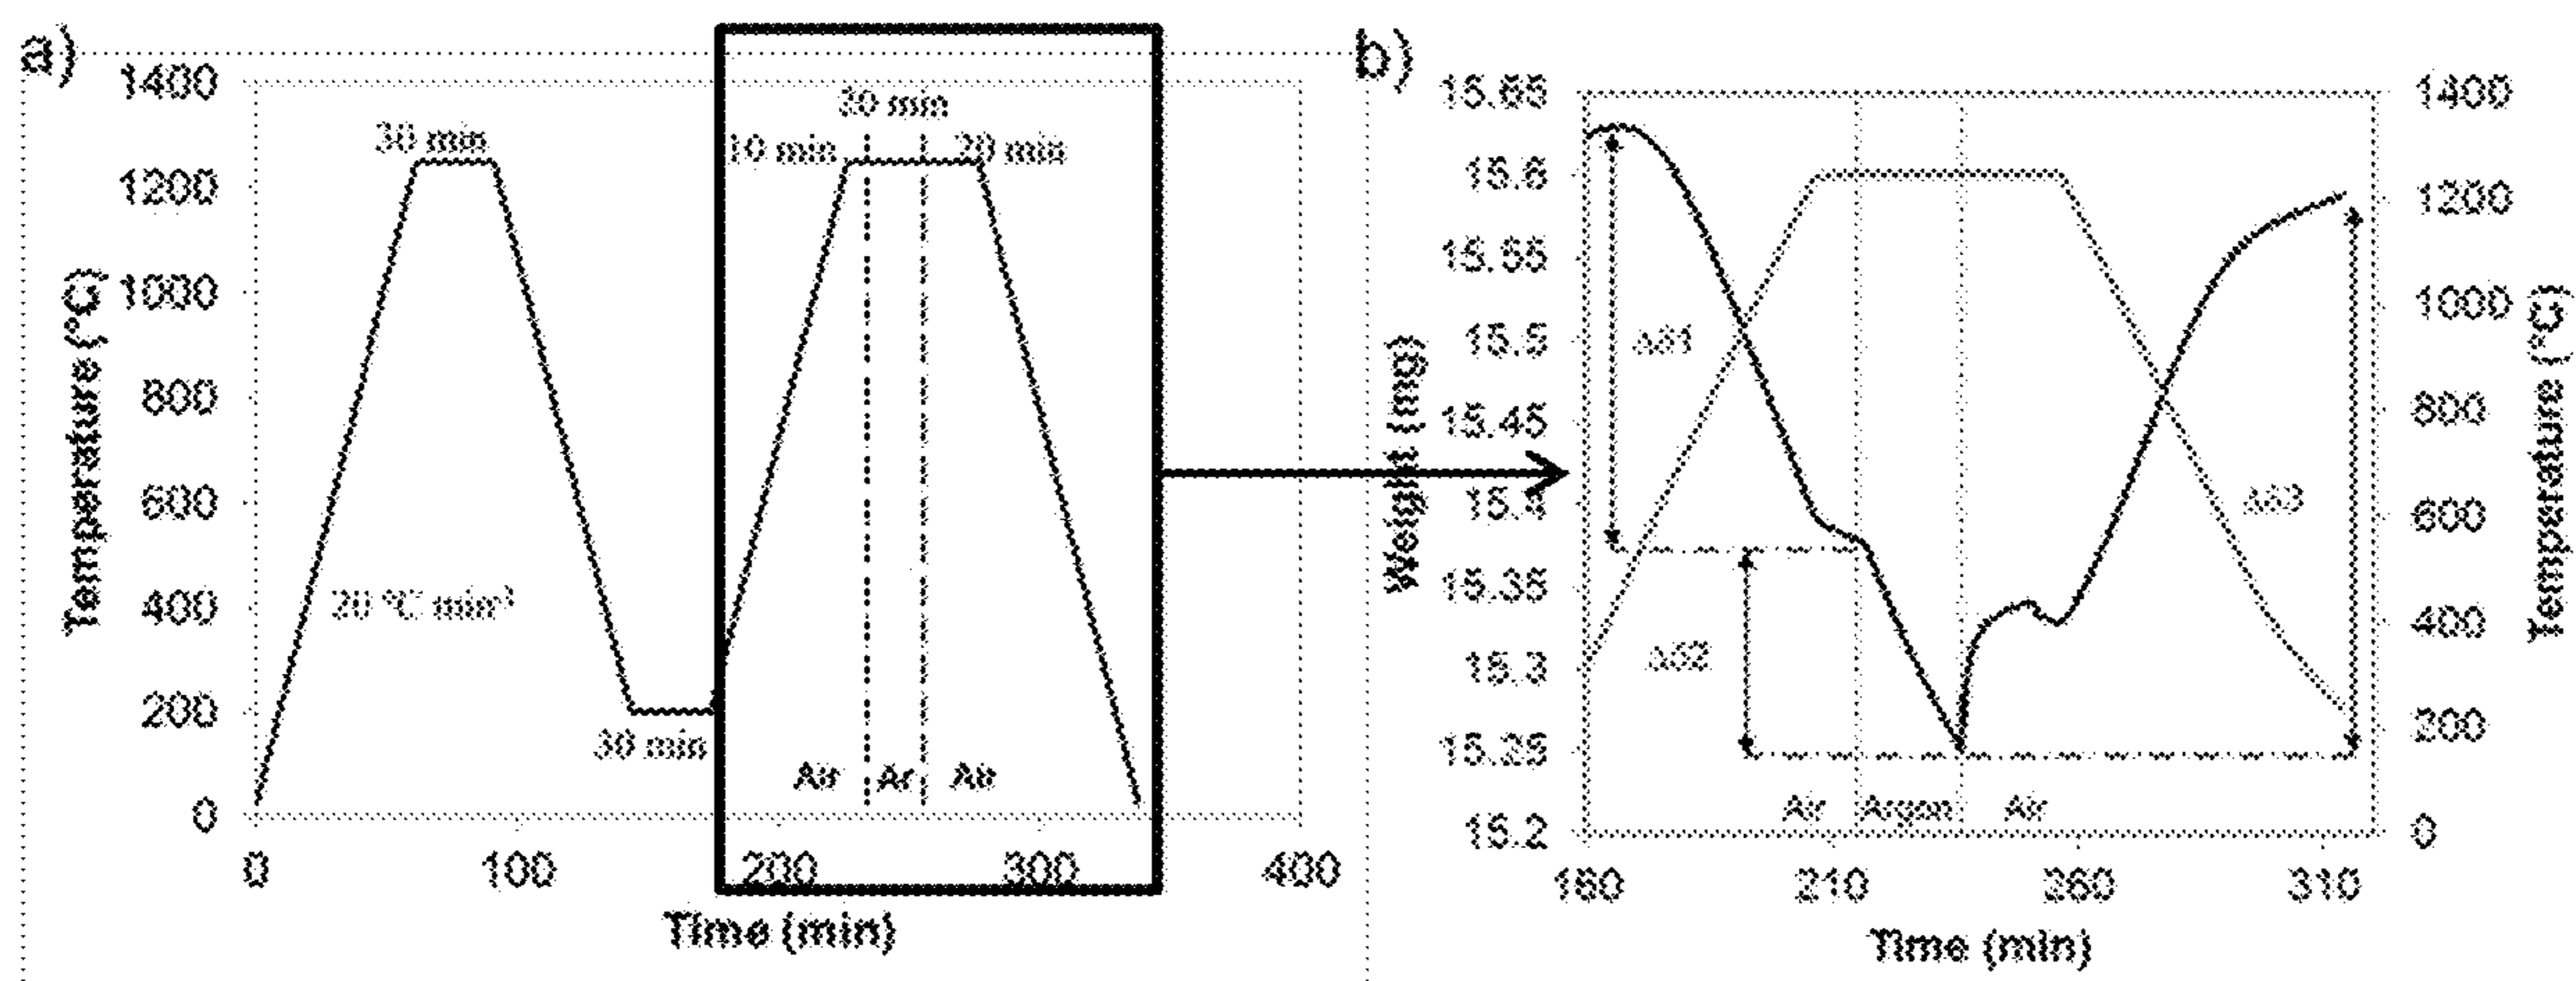 a)
1400
1200
1000
800
600
400
200
0
Temperature (°C)
30 min
20 °C min⁻¹
30 min
10 min
30 min
20 min
Air
Ar
Air
0
100
200
300
400
Time (min)
b)
15.65
15.6
15.55
15.5
15.45
15.4
15.35
15.3
15.25
15.2
Weight (mg)
Δδ1
Δδ2
Δδ3
Air
Argon
Air
1400
1200
1000
800
600
400
200
0
Temperature (°C)
160
210
260
310
Time (min)